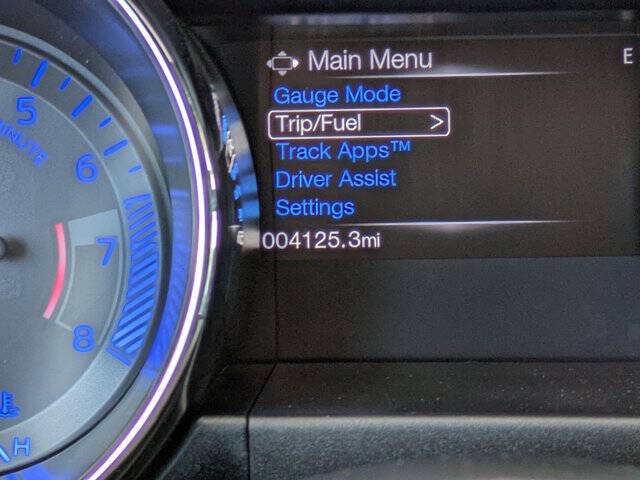 Main Menu
E
Gauge Mode
Trip/Fuel >
Track Apps™
Driver Assist
Settings
004125.3mi
5
6
7
8
H